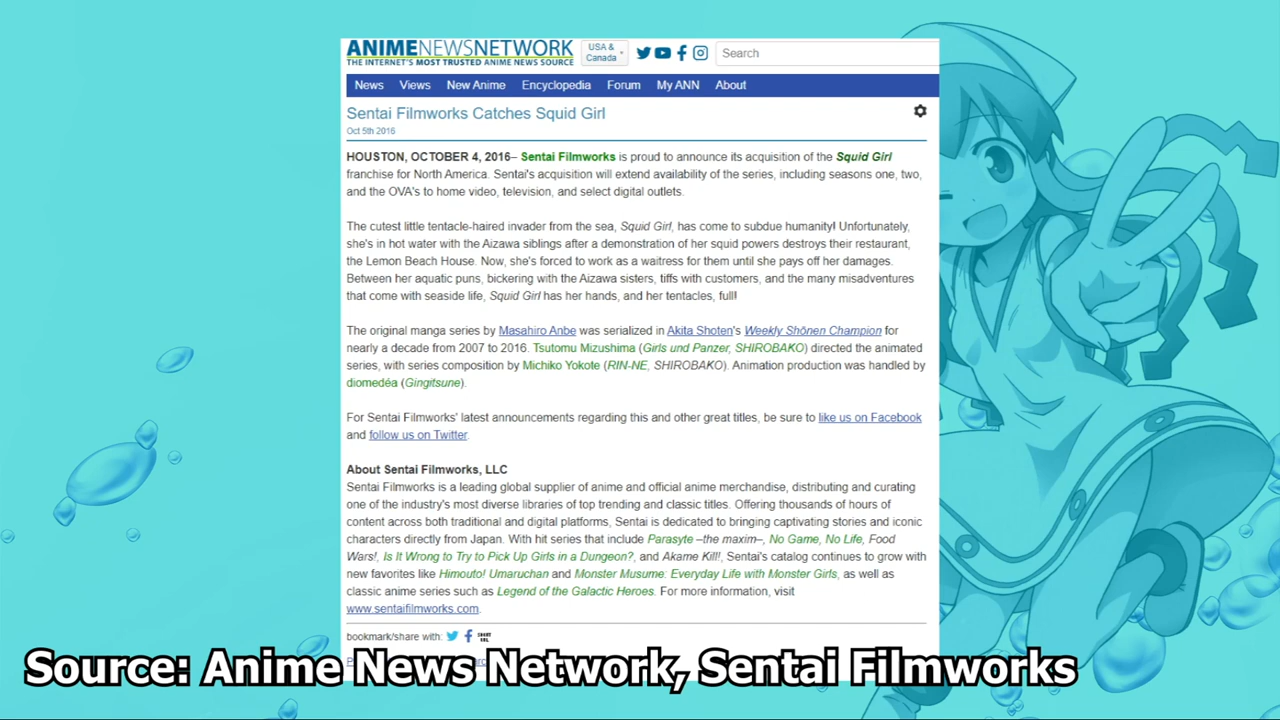 ANIMENEWSNETWORK
THE INTERNET'S MOST TRUSTED ANIME NEWS SOURCE
USA &
Canada
Search
News Views New Anime Encyclopedia Forum My ANN About
Sentai Filmworks Catches Squid Girl
Oct 5th 2016
HOUSTON, OCTOBER 4, 2016– Sentai Filmworks is proud to announce its acquisition of the Squid Girl
franchise for North America. Sentai's acquisition will extend availability of the series, including seasons one, two,
and the OVA's to home video, television, and select digital outlets.
The cutest little tentacle-haired invader from the sea, Squid Girl, has come to subdue humanity! Unfortunately,
she's in hot water with the Aizawa siblings after a demonstration of her squid powers destroys their restaurant,
the Lemon Beach House. Now, she's forced to work as a waitress for them until she pays off her damages.
Between her aquatic puns, bickering with the Aizawa sisters, tiffs with customers, and the many misadventures
that come with seaside life, Squid Girl has her hands, and her tentacles, full!
The original manga series by Masahiro Anbe was serialized in Akita Shoten's Weekly Shōnen Champion for
nearly a decade from 2007 to 2016. Tsutomu Mizushima (Girls und Panzer, SHIROBAKO) directed the animated
series, with series composition by Michiko Yokote (RIN-NE, SHIROBAKO). Animation production was handled by
diomedéa (Gingitsune).
For Sentai Filmworks' latest announcements regarding this and other great titles, be sure to like us on Facebook
and follow us on Twitter.
About Sentai Filmworks, LLC
Sentai Filmworks is a leading global supplier of anime and official anime merchandise, distributing and curating
one of the industry's most diverse libraries of top trending and classic titles. Offering thousands of hours of
content across both traditional and digital platforms, Sentai is dedicated to bringing captivating stories and iconic
characters directly from Japan. With hit series that include Parasyte –the maxim–, No Game, No Life, Food
Wars!, Is It Wrong to Try to Pick Up Girls in a Dungeon?, and Akame Kill!, Sentai's catalog continues to grow with
new favorites like Himouto! Umaruchan and Monster Musume: Everyday Life with Monster Girls, as well as
classic anime series such as Legend of the Galactic Heroes. For more information, visit
www.sentaifilmworks.com.
bookmark/share with: SHORT
URL
Source: Anime News Network, Sentai Filmworks